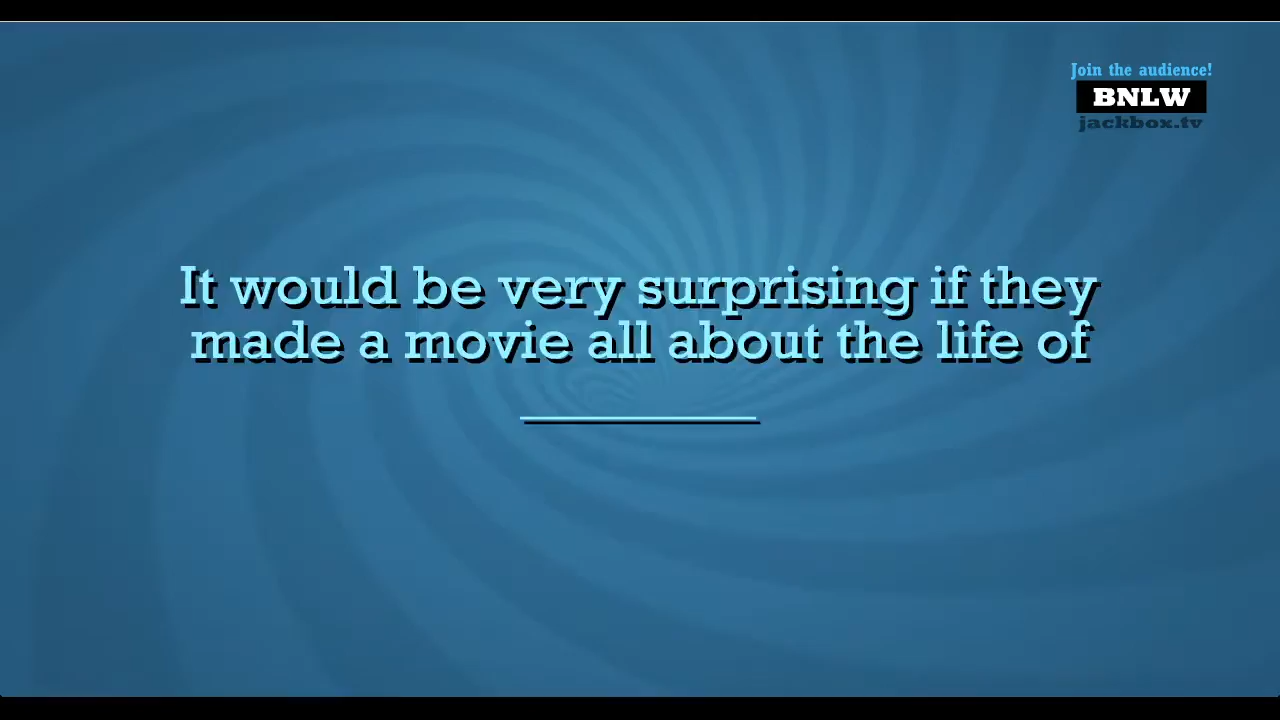 Join the audience!
BNLW
jackbox.tv
It would be very surprising if they
made a movie all about the life of